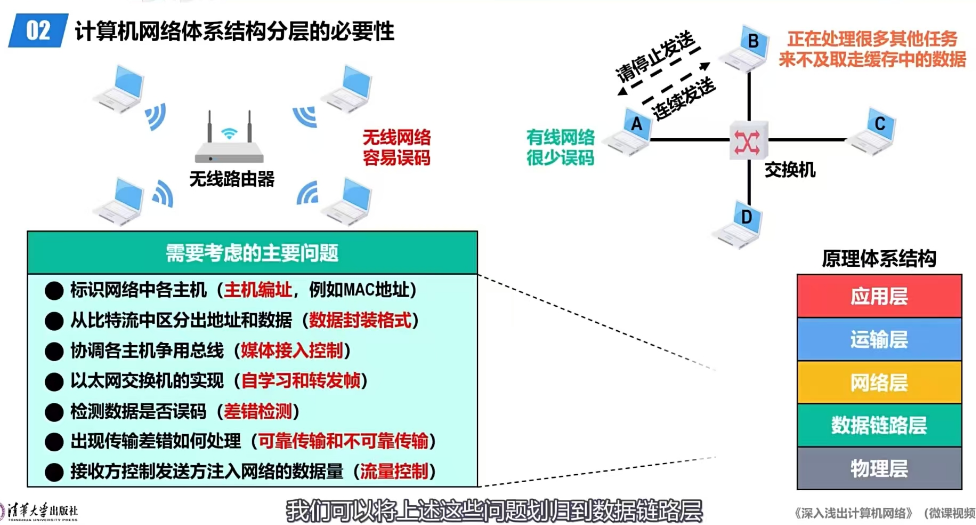 02 计算机网络体系结构分层的必要性
无线路由器
无线网络
容易误码
有线网络
很少误码
请停止发送
连续发送
A
B
C
D
交换机
正在处理很多其他任务
来不及取走缓存中的数据
需要考虑的主要问题
● 标识网络中各主机（主机编址，例如MAC地址）
● 从比特流中区分出地址和数据（数据封装格式）
● 协调各主机争用总线（媒体接入控制）
● 以太网交换机的实现（自学习和转发帧）
● 检测数据是否误码（差错检测）
● 出现传输差错如何处理（可靠传输和不可靠传输）
● 接收方控制发送方注入网络的数据量（流量控制）
原理体系结构
应用层
运输层
网络层
数据链路层
物理层
清华大学出版社
TSINGHUA UNIVERSITY PRESS
我们可以将上述这些问题划归到数据链路层
《深入浅出计算机网络》（微课视频